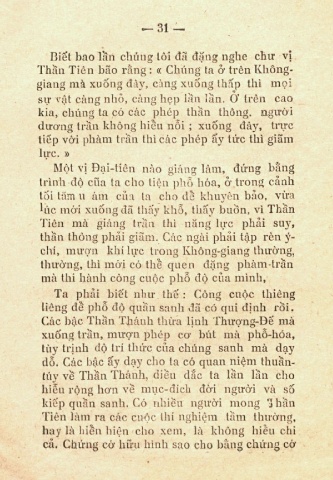 — 31 —
Biết bao lần chúng tôi đã đặng nghe chư vị
Thần Tiên bão rằng : « Chúng ta ở trên Không-
giang mà xuống đây, càng xuống thấp thì mọi
sự vật càng nhỏ, càng hẹp lần lần. Ở trên cao
kia, chúng ta có các phép thần thông. người
dương trần không hiểu nổi ; xuống đây, trực
tiếp với phàm trần thì các phép ấy tức thì giãm
lực. »
Một vị Đại-tiên nào giáng lâm, đứng bằng
trình độ cũa ta cho tiện phổ hóa, ở trong cảnh
tối tăm u ám cũa ta cho dễ khuyên bảo, vừa
lúc mới xuống đã thấy khổ, thấy buồn, vì Thần
Tiên mà giáng trần thì năng lực phải suy,
thần thông phải giãm. Các ngài phải tập rèn ý-
chí, mượn khí lực trong Không-giang thường,
thường, thì mới có thể quen đặng phàm-trần
mà thi hành công cuộc phổ độ của mình,
Ta phải biết như thế : Công cuộc thiêng
liêng để phổ độ quần sanh đã có qui định rồi.
Các bậc Thần Thánh thừa lịnh Thượng-Đế mà
xuống trần, mượn phép cơ bút mà phổ-hóa,
tùy trình độ tri thức của chúng sanh mà dạy
dổ. Các bậc ấy dạy cho ta có quan niệm thuần-
túy về Thần Thánh, điều dắc ta lần lần cho
hiểu rộng hơn về mục-đích đời người và số
kiếp quần sanh. Có nhiều người mong Thần
Tiên làm ra các cuộc thí nghiệm tầm thường,
hay là hiển hiện cho xem, là không hiểu chi
cả. Chứng cớ hữu hình sao cho bằng chứng cớ